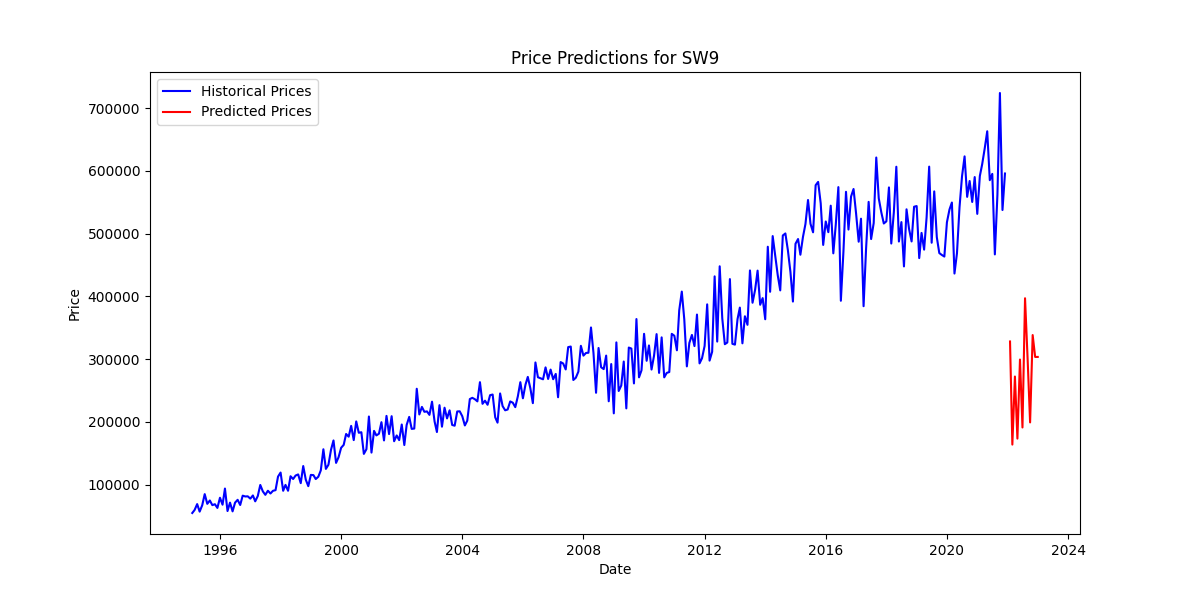 Price Predictions for SW9
Historical Prices
Predicted Prices
700000
600000
500000
400000
300000
200000
100000
Price
1996 2000 2004 2008 2012 2016 2020 2024
Date